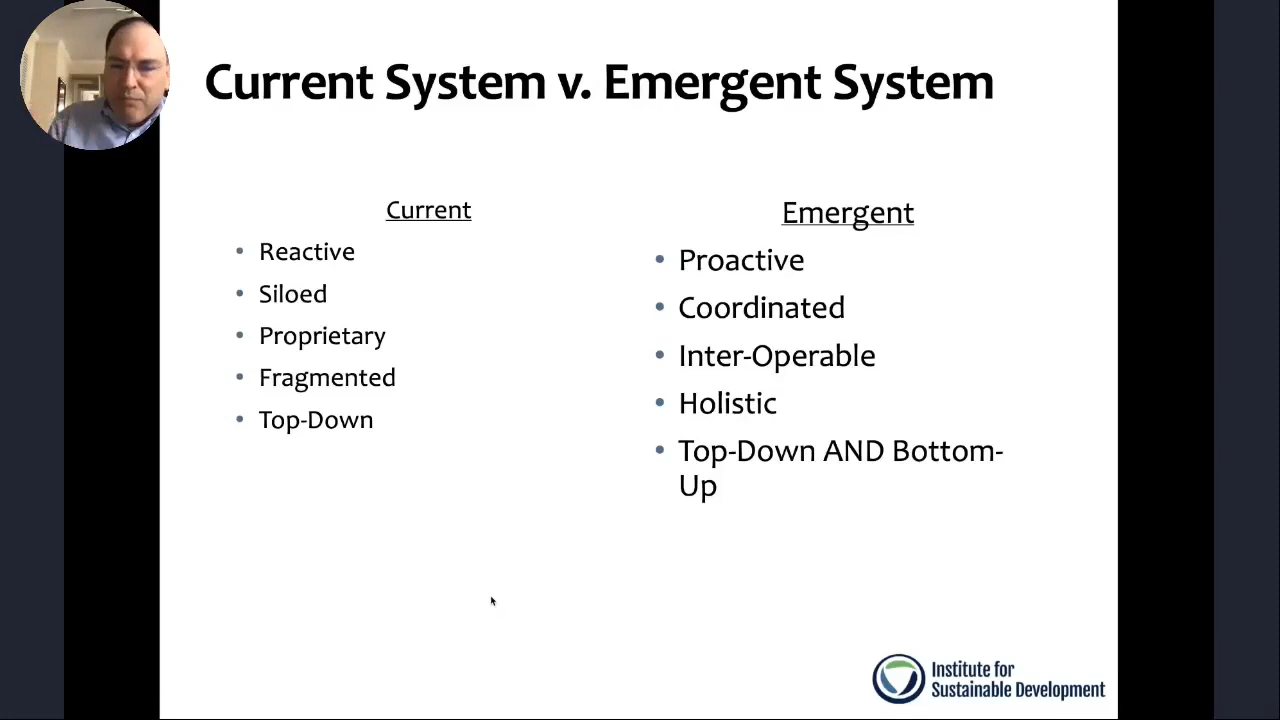 Current System v. Emergent System
Current
Reactive
Siloed
Proprietary
Fragmented
Top-Down
Emergent
Proactive
Coordinated
Inter-Operable
Holistic
Top-Down AND Bottom-
Up
Institute for
Sustainable Development